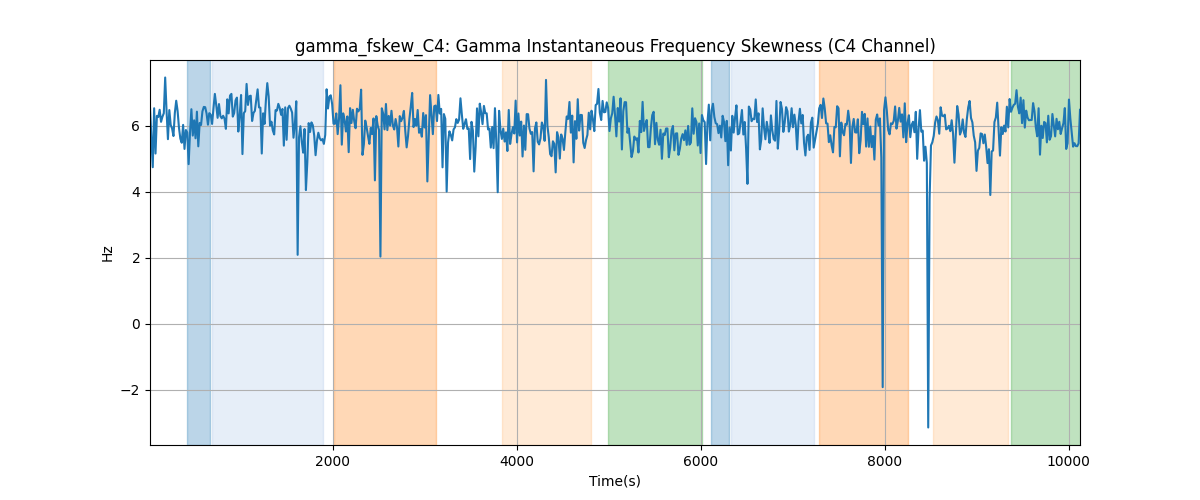 gamma_fskew_C4: Gamma Instantaneous Frequency Skewness (C4 Channel)
6
4
2
0
−2
Hz
2000 4000 6000 8000 10000
Time(s)